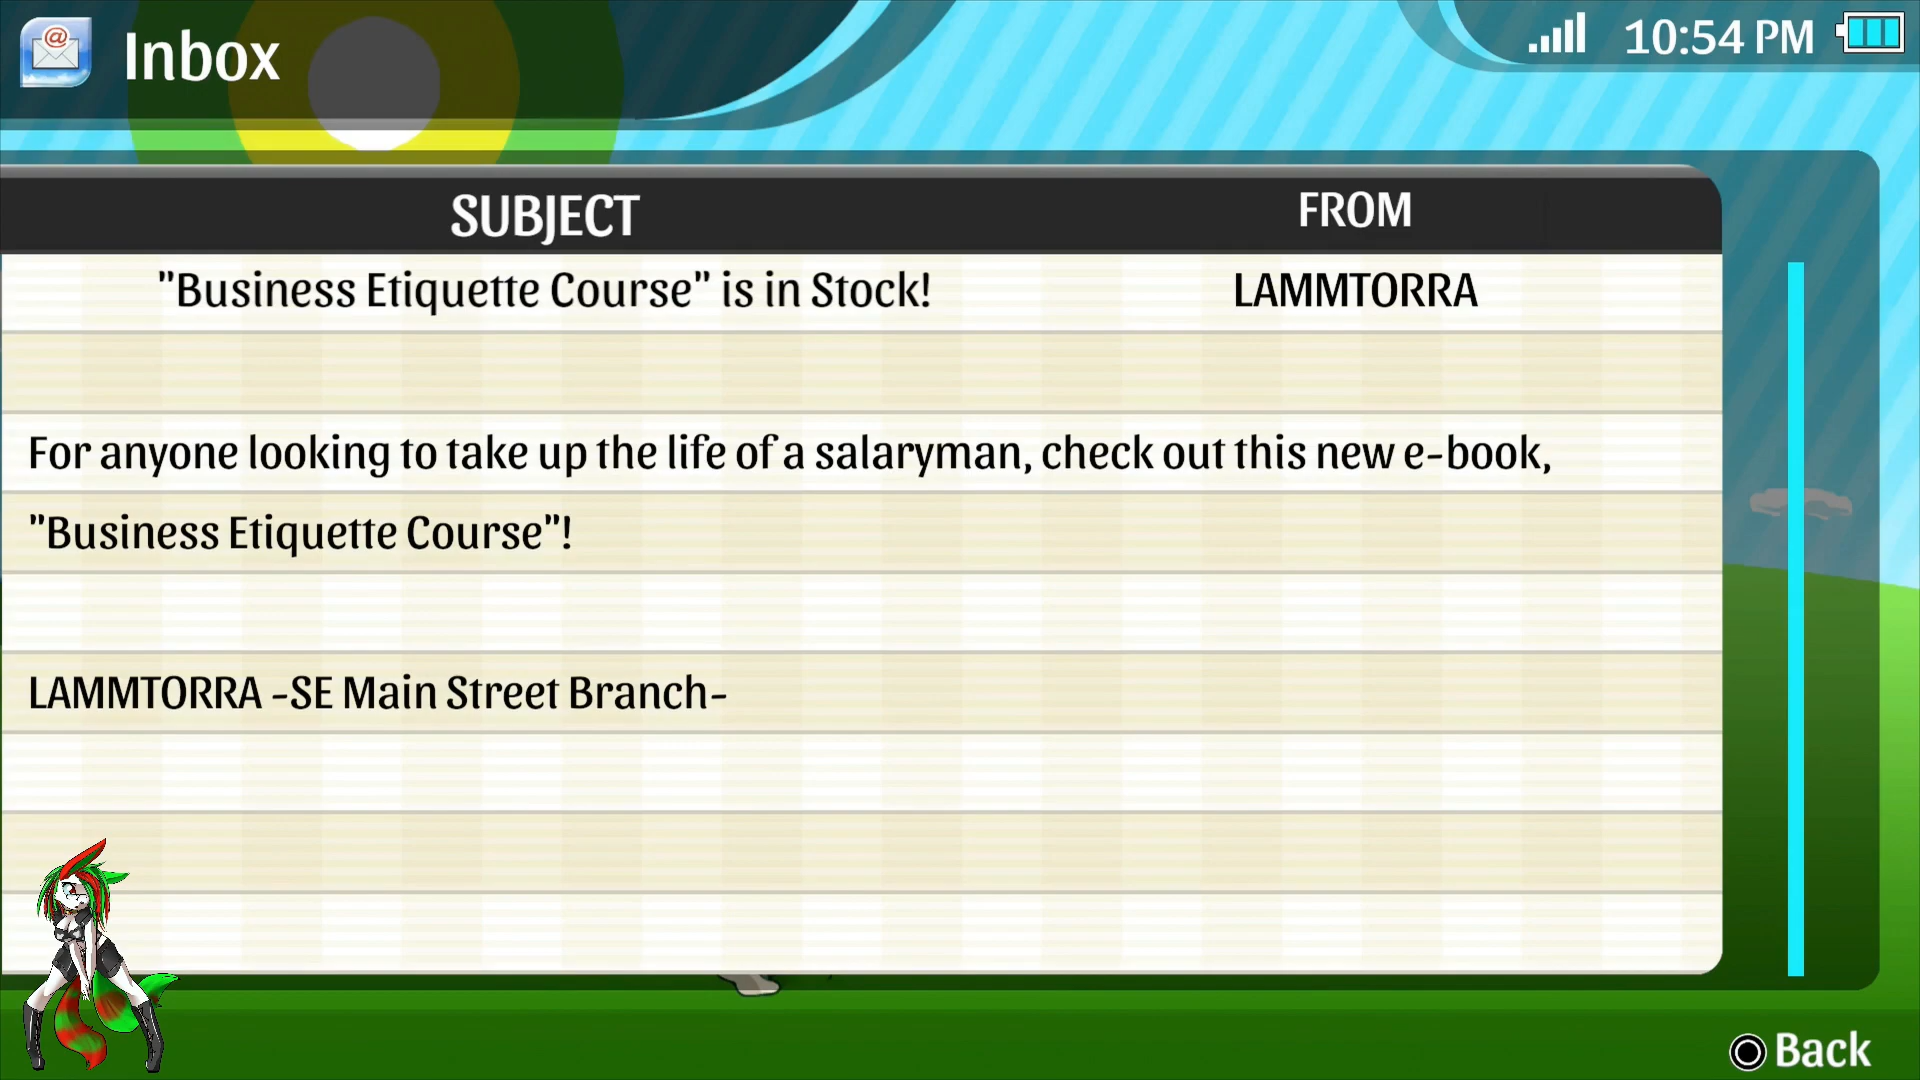 Inbox
10:54 PM
SUBJECT FROM
"Business Etiquette Course" is in Stock! LAMMTORRA
For anyone looking to take up the life of a salaryman, check out this new e-book,
"Business Etiquette Course"!
LAMMTORRA -SE Main Street Branch-
Back